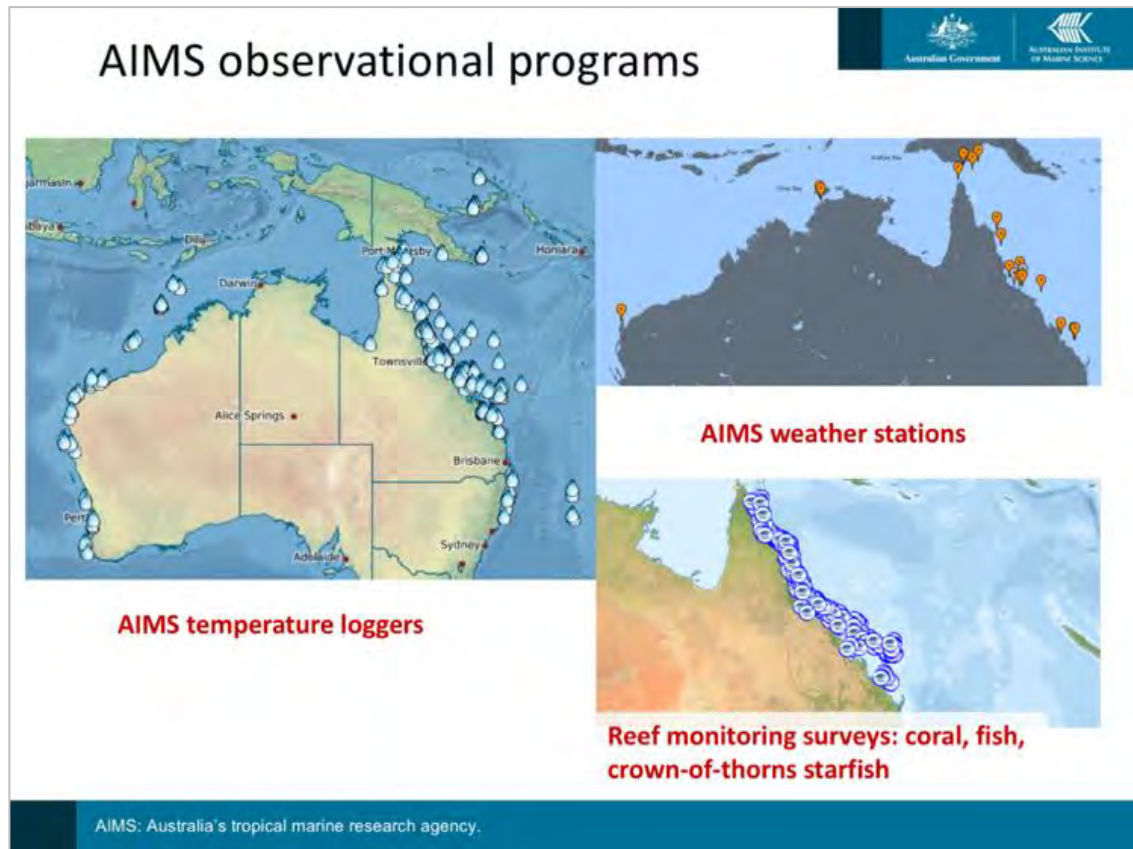 AIMS observational programs
Australian Government
AUSTRALIAN INSTITUTE
OF MARINE SCIENCE
Dili
Port Moresby
Honiara
Darwin
Townsville
Alice Springs
Brisbane
Perth
Adelaide
Sydney
AIMS weather stations
AIMS temperature loggers
Reef monitoring surveys: coral, fish,
crown-of-thorns starfish
AIMS: Australia's tropical marine research agency.